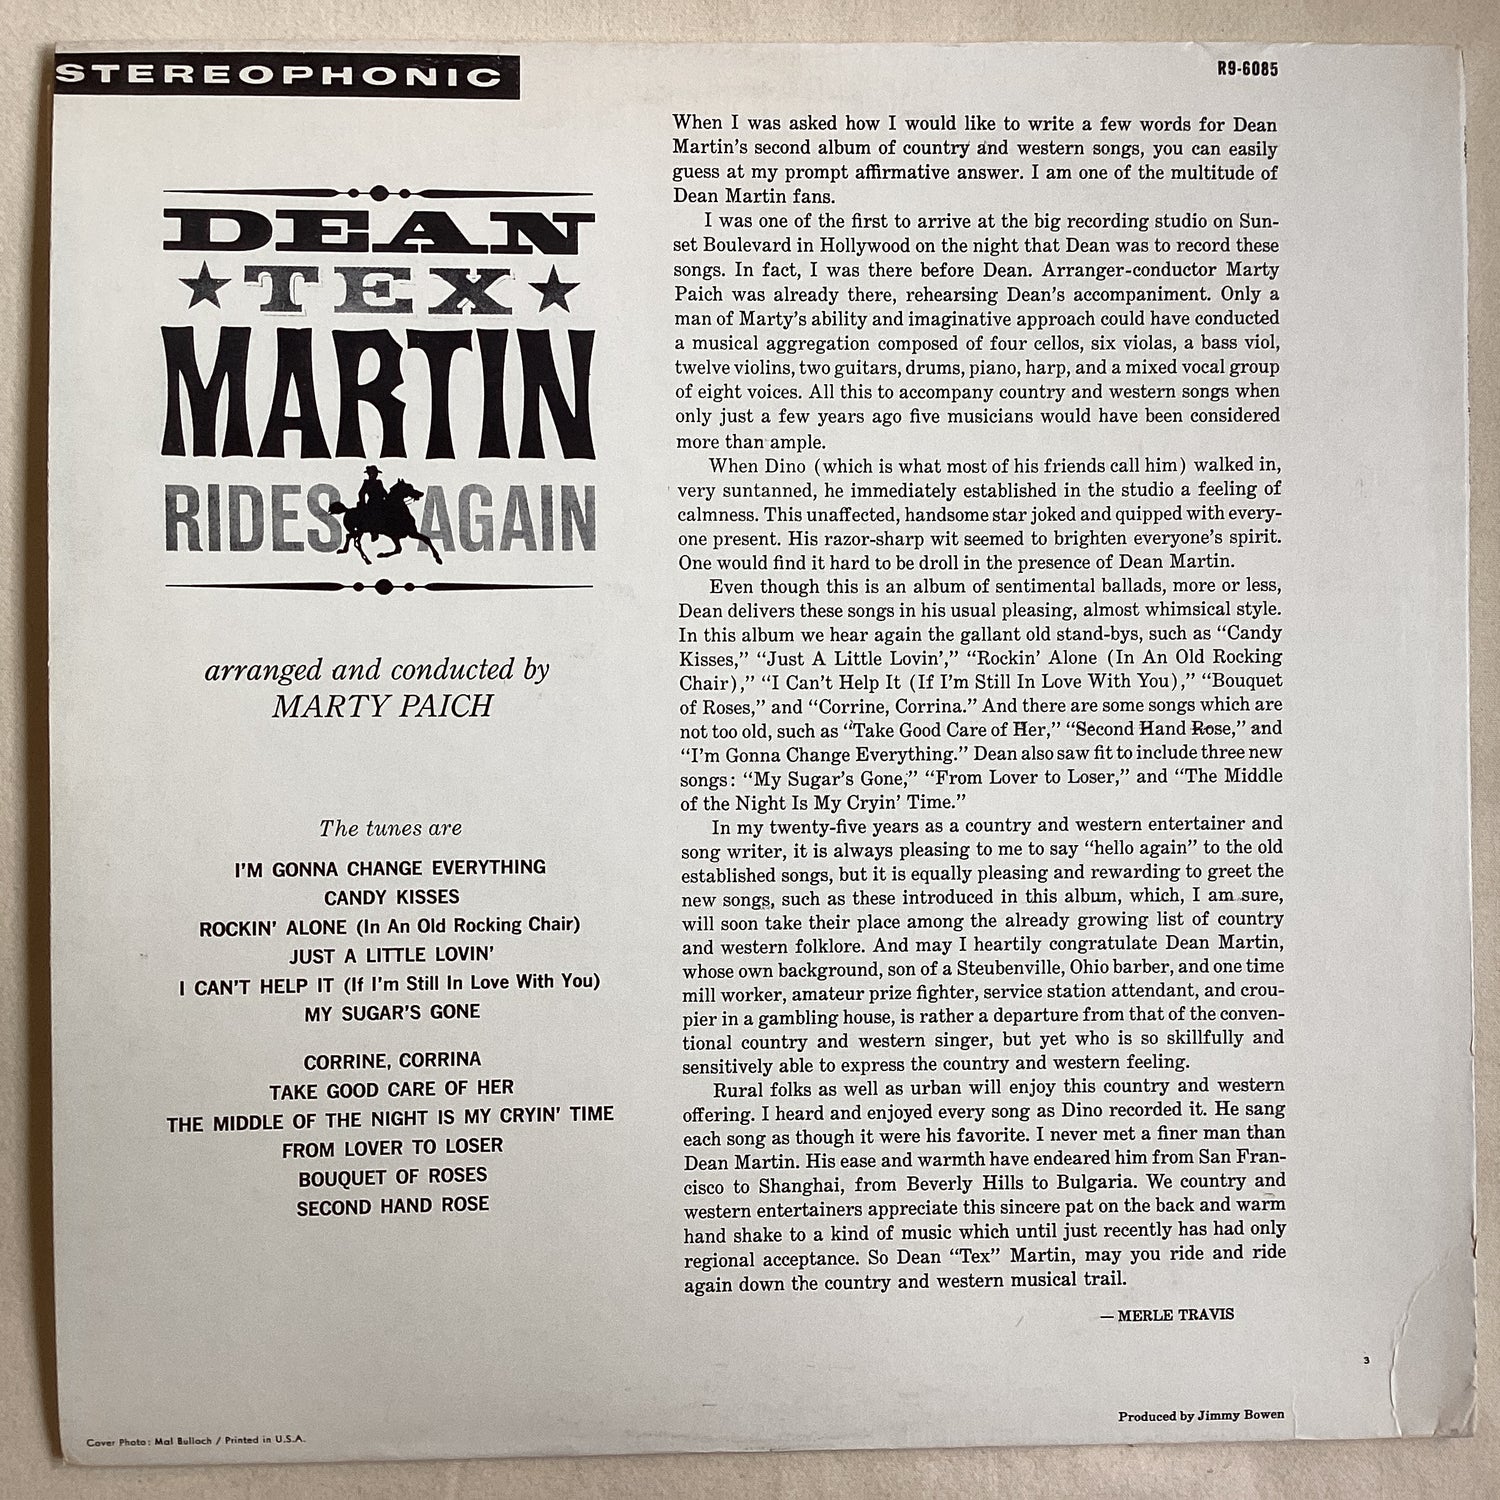 STEREOPHONIC
R9-6085
DEAN
TEX
MARTIN
RIDES AGAIN
arranged and conducted by
MARTY PAICH
The tunes are
I'M GONNA CHANGE EVERYTHING
CANDY KISSES
ROCKIN' ALONE (In An Old Rocking Chair)
JUST A LITTLE LOVIN'
I CAN'T HELP IT (If I'm Still In Love With You)
MY SUGAR'S GONE
CORRINE, CORRINA
TAKE GOOD CARE OF HER
THE MIDDLE OF THE NIGHT IS MY CRYIN' TIME
FROM LOVER TO LOSER
BOUQUET OF ROSES
SECOND HAND ROSE
When I was asked how I would like to write a few words for Dean
Martin's second album of country and western songs, you can easily
guess at my prompt affirmative answer. I am one of the multitude of
Dean Martin fans.
I was one of the first to arrive at the big recording studio on Sun-
set Boulevard in Hollywood on the night that Dean was to record these
songs. In fact, I was there before Dean. Arranger-conductor Marty
Paich was already there, rehearsing Dean's accompaniment. Only a
man of Marty's ability and imaginative approach could have conducted
a musical aggregation composed of four cellos, six violas, a bass viol,
twelve violins, two guitars, drums, piano, harp, and a mixed vocal group
of eight voices. All this to accompany country and western songs when
only just a few years ago five musicians would have been considered
more than ample.
When Dino (which is what most of his friends call him) walked in,
very suntanned, he immediately established in the studio a feeling of
calmness. This unaffected, handsome star joked and quipped with every-
one present. His razor-sharp wit seemed to brighten everyone's spirit.
One would find it hard to be droll in the presence of Dean Martin.
Even though this is an album of sentimental ballads, more or less,
Dean delivers these songs in his usual pleasing, almost whimsical style.
In this album we hear again the gallant old stand-bys, such as "Candy
Kisses," "Just A Little Lovin'," "Rockin' Alone (In An Old Rocking
Chair)," "I Can't Help It (If I'm Still In Love With You)," "Bouquet
of Roses," and "Corrine, Corrina." And there are some songs which are
not too old, such as "Take Good Care of Her," "Second Hand Rose," and
"I'm Gonna Change Everything." Dean also saw fit to include three new
songs: "My Sugar's Gone," "From Lover to Loser," and "The Middle
of the Night Is My Cryin' Time."
In my twenty-five years as a country and western entertainer and
song writer, it is always pleasing to me to say "hello again" to the old
established songs, but it is equally pleasing and rewarding to greet the
new songs, such as these introduced in this album, which, I am sure,
will soon take their place among the already growing list of country
and western folklore. And may I heartily congratulate Dean Martin,
whose own background, son of a Steubenville, Ohio barber, and one time
mill worker, amateur prize fighter, service station attendant, and crou-
pier in a gambling house, is rather a departure from that of the conven-
tional country and western singer, but yet who is so skillfully and
sensitively able to express the country and western feeling.
Rural folks as well as urban will enjoy this country and western
offering. I heard and enjoyed every song as Dino recorded it. He sang
each song as though it were his favorite. I never met a finer man than
Dean Martin. His ease and warmth have endeared him from San Fran-
cisco to Shanghai, from Beverly Hills to Bulgaria. We country and
western entertainers appreciate this sincere pat on the back and warm
hand shake to a kind of music which until just recently has had only
regional acceptance. So Dean "Tex" Martin, may you ride and ride
again down the country and western musical trail.
— MERLE TRAVIS
3
Produced by Jimmy Bowen
Cover Photo: Mal Bulloch / Printed in U.S.A.